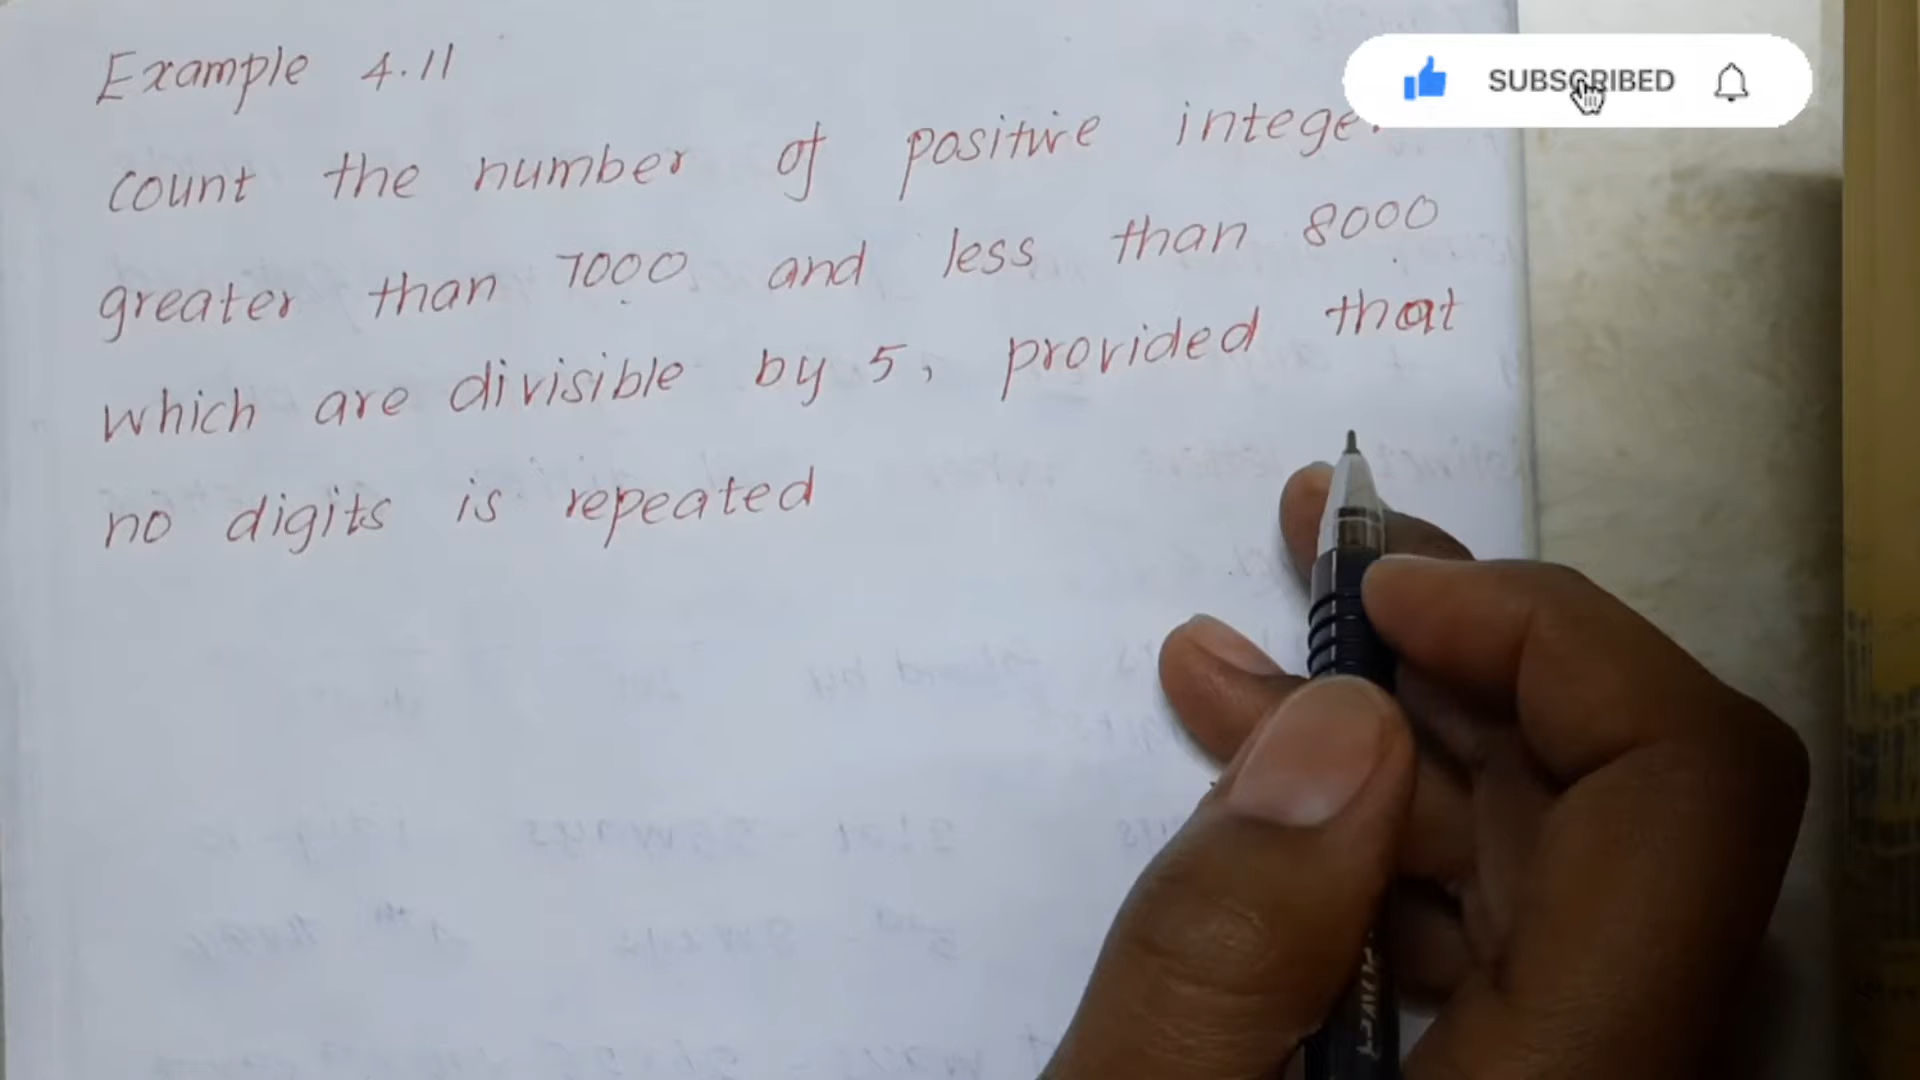 Example 4.11
SUBSCRIBED
count the number of positive
greater than 7000 and less than 8000
which are divisible by 5, provided that
no digits is repeated